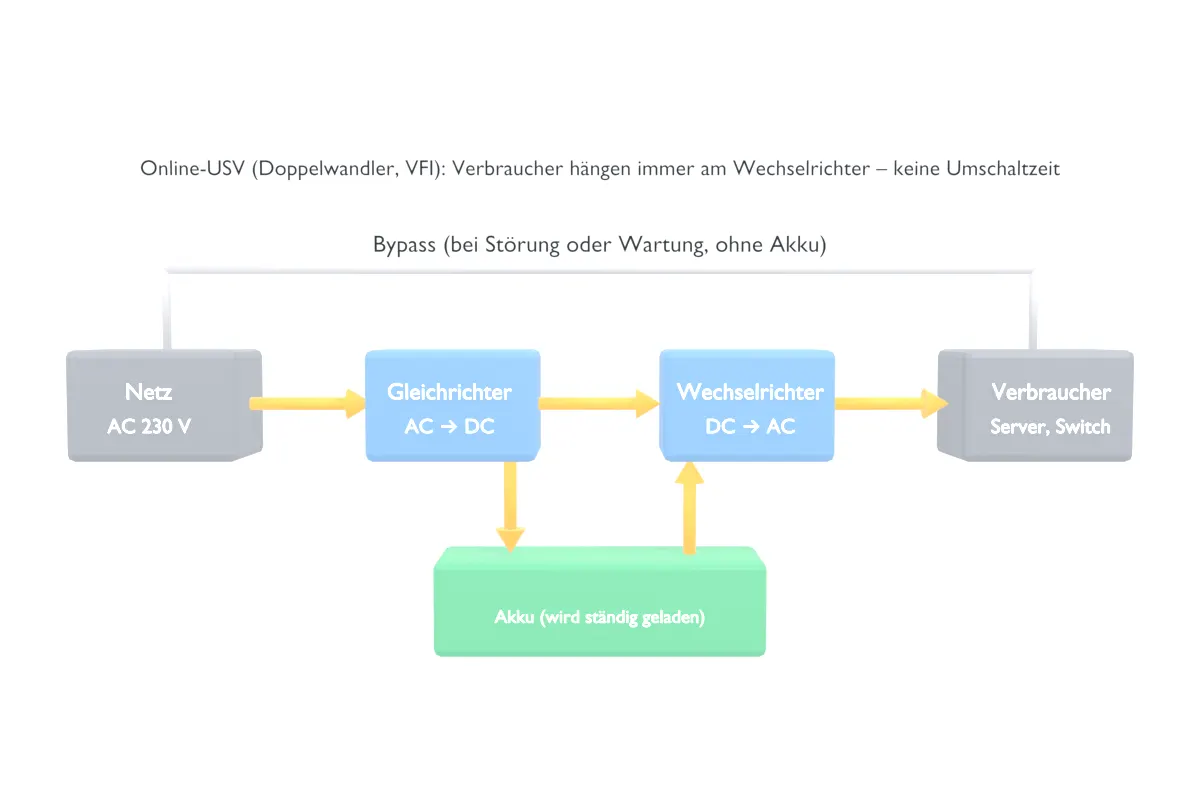 Online-USV (Doppelwandler, VFI): Verbraucher hängen immer am Wechselrichter – keine Umschaltzeit
Bypass (bei Störung oder Wartung, ohne Akku)
Netz
AC 230 V
Gleichrichter
AC → DC
Wechselrichter
DC → AC
Verbraucher
Server, Switch
Akku (wird ständig geladen)